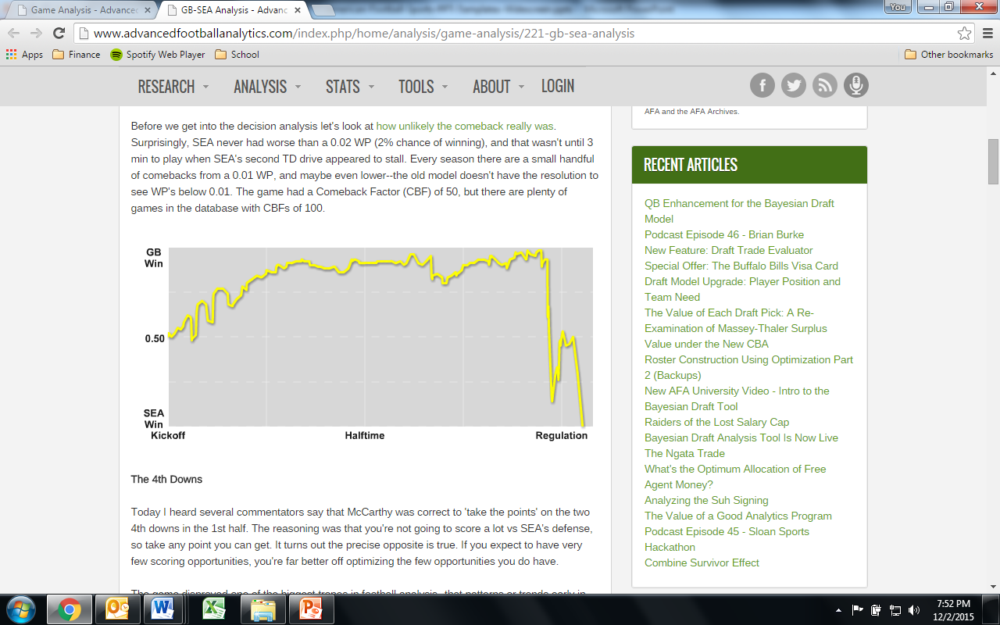 Game Analysis - Advanced
GB-SEA Analysis - Advanc
You
www.advancedfootballanalytics.com/index.php/home/analysis/game-analysis/221-gb-sea-analysis
Apps Finance Spotify Web Player School Other bookmarks
RESEARCH ANALYSIS STATS TOOLS ABOUT LOGIN
Before we get into the decision analysis let's look at how unlikely the comeback really was.
Surprisingly, SEA never had worse than a 0.02 WP (2% chance of winning), and that wasn't until 3
min to play when SEA's second TD drive appeared to stall. Every season there are a small handful
of comebacks from a 0.01 WP, and maybe even lower--the old model doesn't have the resolution to
see WP's below 0.01. The game had a Comeback Factor (CBF) of 50, but there are plenty of
games in the database with CBFs of 100.
GB
Win
0.50
SEA
Win
Kickoff Halftime Regulation
The 4th Downs
Today I heard several commentators say that McCarthy was correct to 'take the points' on the two
4th downs in the 1st half. The reasoning was that you're not going to score a lot vs SEA's defense,
so take any point you can get. It turns out the precise opposite is true. If you expect to have very
few scoring opportunities, you're far better off optimizing the few opportunities you do have.
The game disproved one of the biggest tropes in football analysis, that patterns or trends early in
AFA and the AFA Archives.
RECENT ARTICLES
QB Enhancement for the Bayesian Draft
Model
Podcast Episode 46 - Brian Burke
New Feature: Draft Trade Evaluator
Special Offer: The Buffalo Bills Visa Card
Draft Model Upgrade: Player Position and
Team Need
The Value of Each Draft Pick: A Re-
Examination of Massey-Thaler Surplus
Value under the New CBA
Roster Construction Using Optimization Part
2 (Backups)
New AFA University Video - Intro to the
Bayesian Draft Tool
Raiders of the Lost Salary Cap
Bayesian Draft Analysis Tool Is Now Live
The Ngata Trade
What's the Optimum Allocation of Free
Agent Money?
Analyzing the Suh Signing
The Value of a Good Analytics Program
Podcast Episode 45 - Sloan Sports
Hackathon
Combine Survivor Effect
7:52 PM
12/2/2015